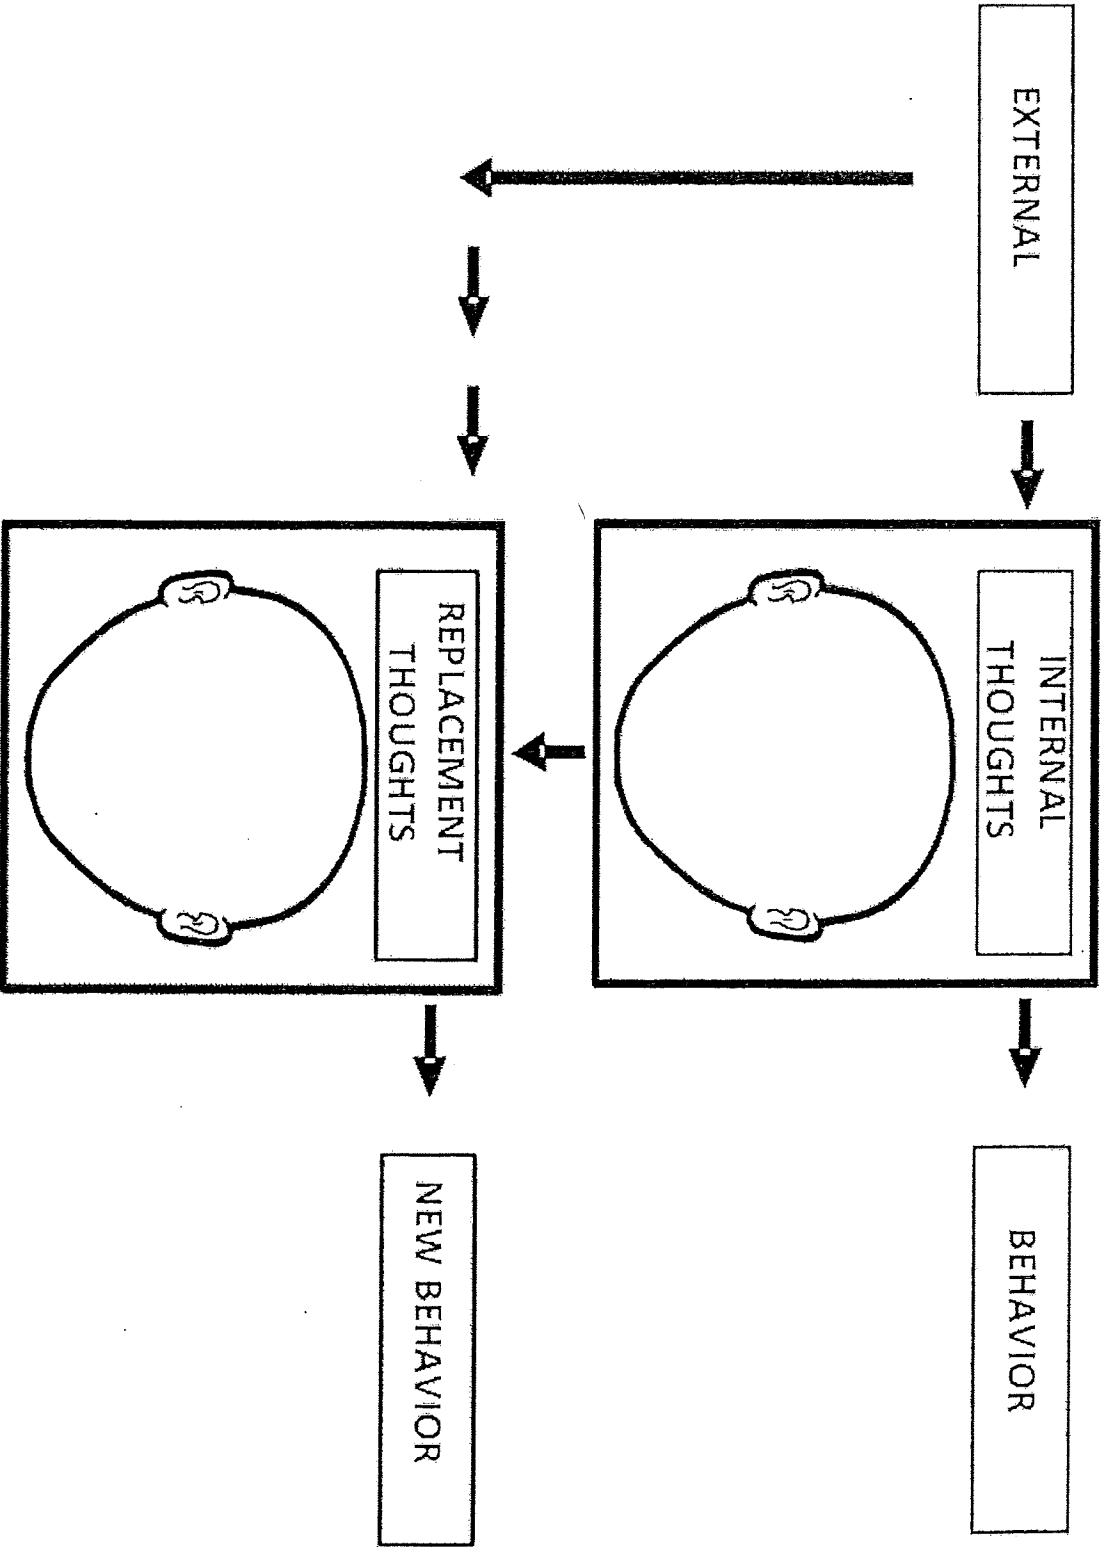 EXTERNAL
INTERNAL
THOUGHTS
BEHAVIOR
REPLACEMENT
THOUGHTS
NEW BEHAVIOR